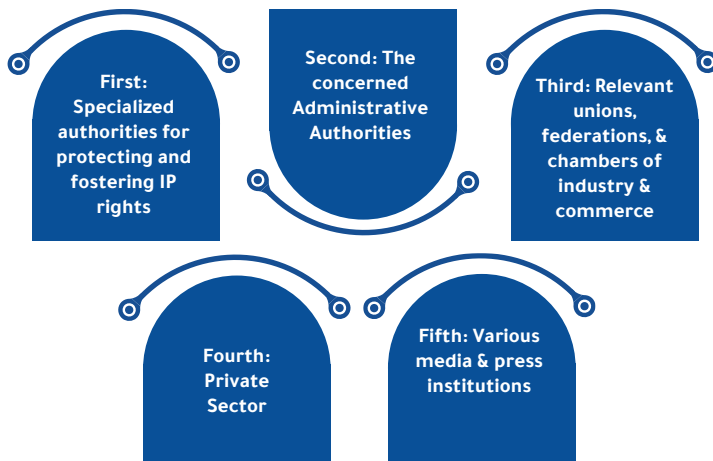 First:
Specialized
authorities for
protecting and
fostering IP
rights
Second: The
concerned
Administrative
Authorities
Third: Relevant
unions,
federations, &
chambers of
industry &
commerce
Fourth:
Private
Sector
Fifth: Various
media & press
institutions